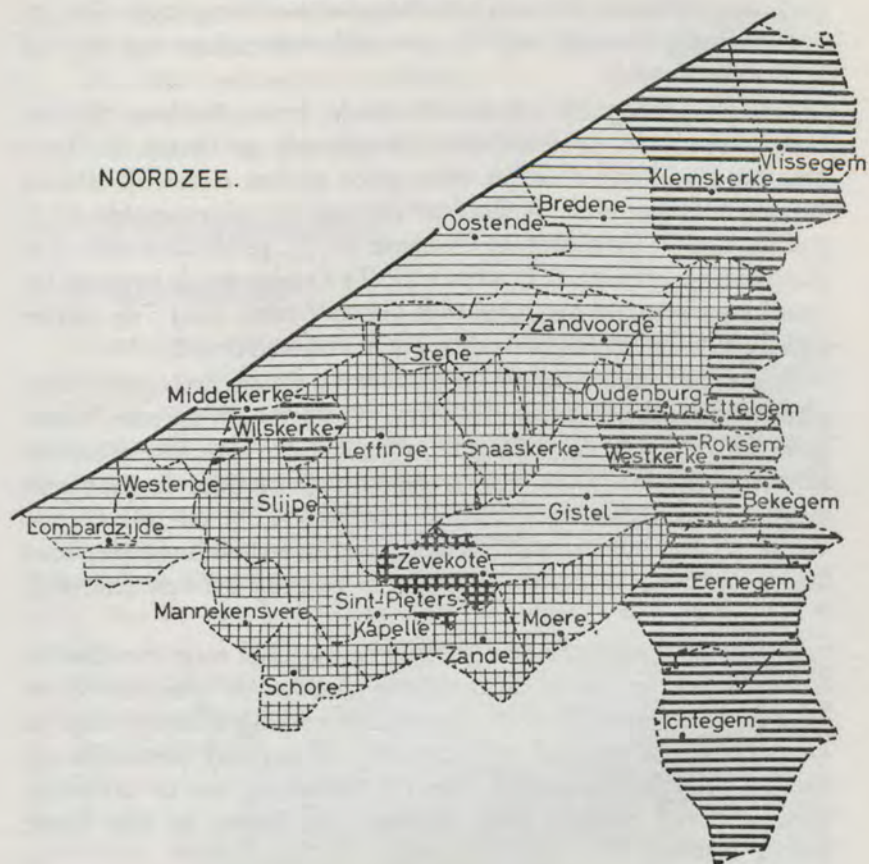 Vlissegem
NOORDZEE.
Klemskerke
Bredene
Oostende
Zandvoorde
Stene
Middelkerke
Oudenburg
Ettelgem
Wilskerke
Leffinge
Snaaskerke
Westkerke
Roksem
Westende
Bekegem
Slijpe
Gistel
Lombardzijde
Zevekote
Eernegem
Sint-Pieters
Kapelle
Mannekensvere
Moere
Zande
Schore
Ichtegem